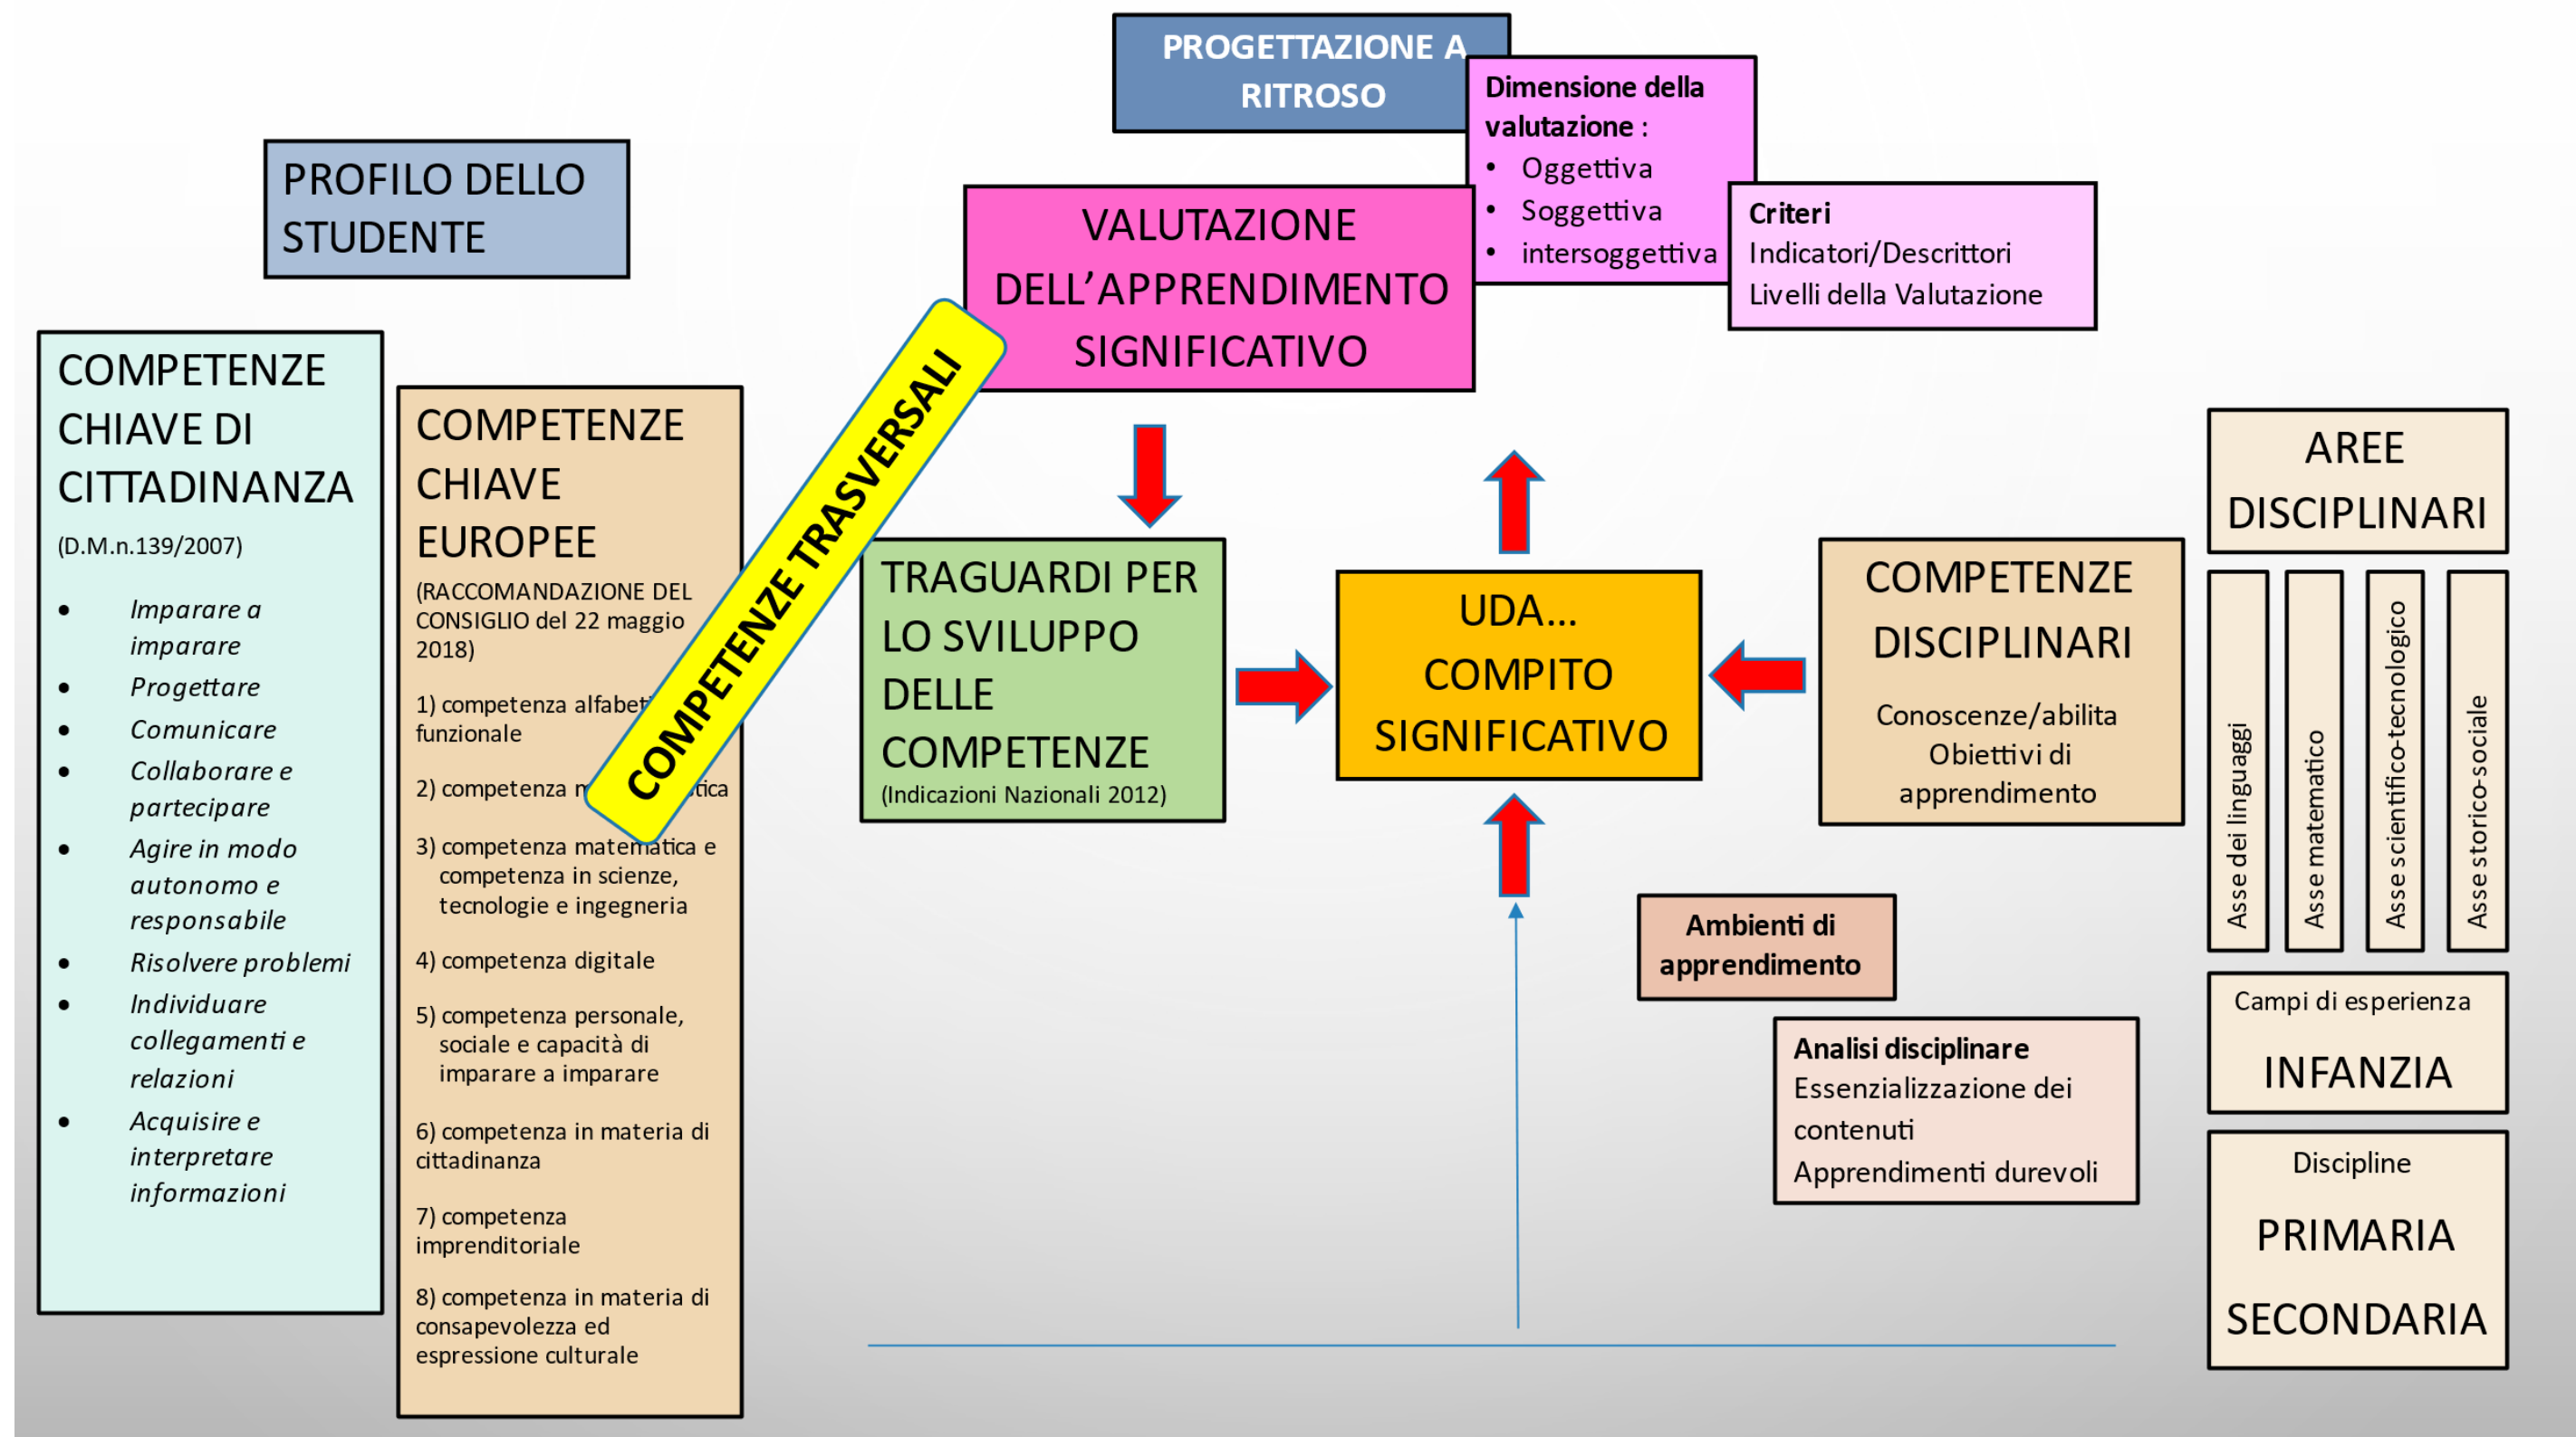 PROGETTAZIONE A
RITROSO
Dimensione della
valutazione :
• Oggettiva
• Soggettiva
• intersoggettiva
Criteri
Indicatori/Descrittori
Livelli della Valutazione
PROFILO DELLO
STUDENTE
VALUTAZIONE
DELL’APPRENDIMENTO
SIGNIFICATIVO
COMPETENZE
CHIAVE DI
CITTADINANZA
(D.M.n.139/2007)
• Imparare a
imparare
• Progettare
• Comunicare
• Collaborare e
partecipare
• Agire in modo
autonomo e
responsabile
• Risolvere problemi
• Individuare
collegamenti e
relazioni
• Acquisire e
interpretare
informazioni
COMPETENZE
CHIAVE
EUROPEE
(RACCOMANDAZIONE DEL
CONSIGLIO del 22 maggio
2018)
1) competenza
funzionale
2) competenza
3) competenza matematica e
competenza in scienze,
tecnologie e ingegneria
4) competenza digitale
5) competenza personale,
sociale e capacità di
imparare a imparare
6) competenza in materia di
cittadinanza
7) competenza
imprenditoriale
8) competenza in materia di
consapevolezza ed
espressione culturale
COMPETENZE TRASVERSALI
TRAGUARDI PER
LO SVILUPPO
DELLE
COMPETENZE
(Indicazioni Nazionali 2012)
UDA...
COMPITO
SIGNIFICATIVO
COMPETENZE
DISCIPLINARI
Conoscenze/abilita
Obiettivi di
apprendimento
Ambienti di
apprendimento
Analisi disciplinare
Essenzializzazione dei
contenuti
Apprendimenti durevoli
AREE
DISCIPLINARI
Asse dei linguaggi
Asse matematico
Asse scientifico-tecnologico
Asse storico-sociale
Campi di esperienza
INFANZIA
Discipline
PRIMARIA
SECONDARIA